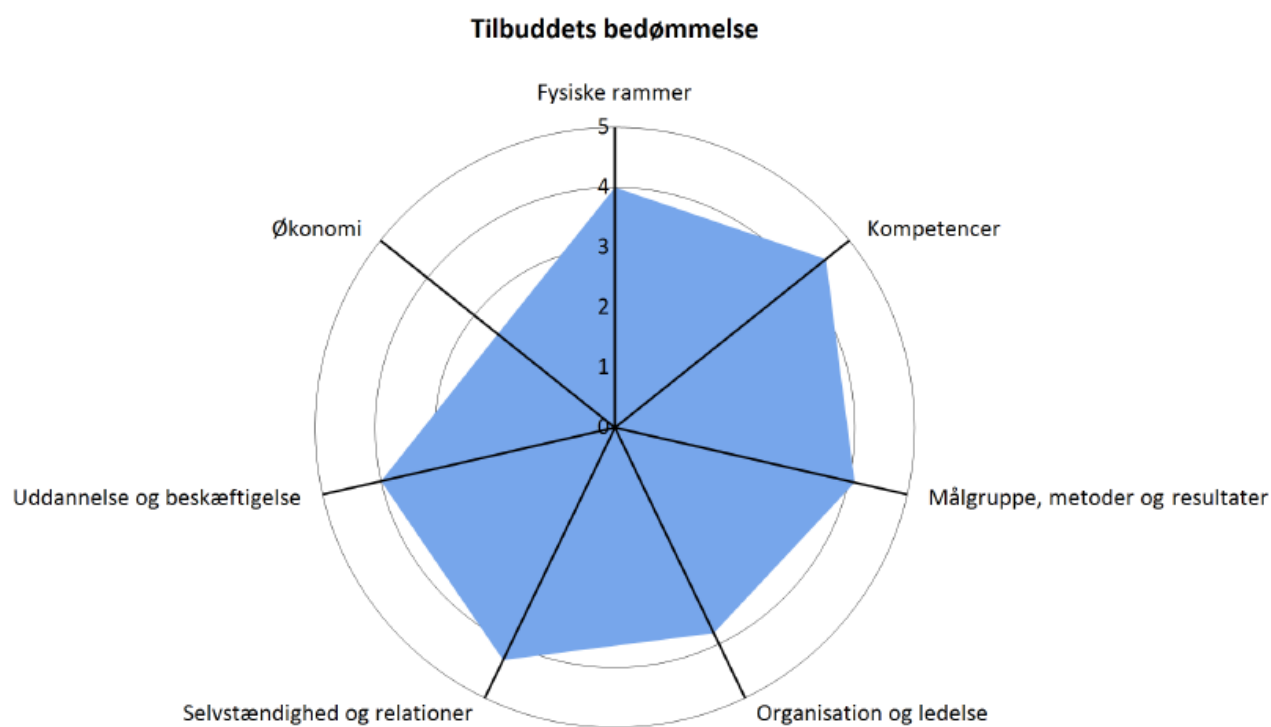 Tilbuddets bedømmelse
Fysiske rammer
5
4
3
2
1
0
Økonomi
Kompetencer
Uddannelse og beskæftigelse
Målgruppe, metoder og resultater
Selvstændighed og relationer
Organisation og ledelse